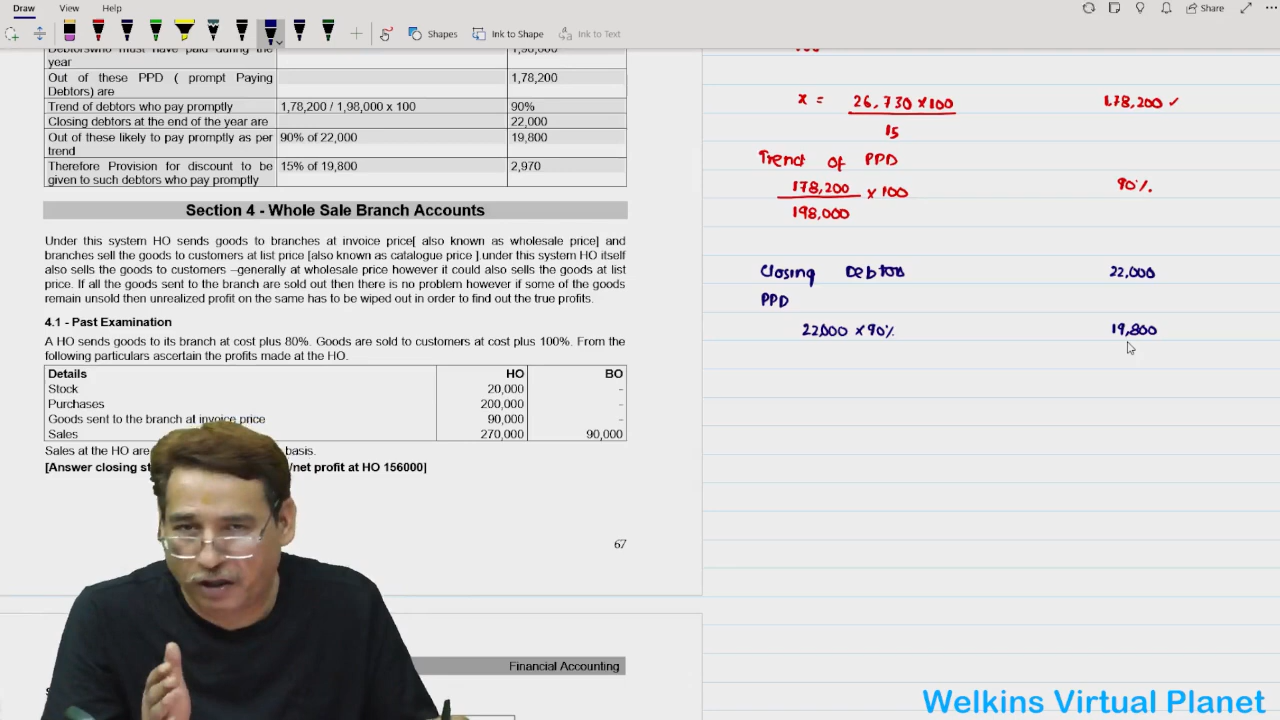 Draw View Help
Share
Shapes Ink to Shape Ink to Text
Debtorswho must have paid during the 1,98,000
year
Out of these PPD ( prompt Paying 1,78,200
Debtors) are
Trend of debtors who pay promptly 1,78,200 / 1,98,000 x 100 90%
Closing debtors at the end of the year are 22,000
Out of these likely to pay promptly as per 90% of 22,000 19,800
trend
Therefore Provision for discount to be 15% of 19,800 2,970
given to such debtors who pay promptly
Section 4 - Whole Sale Branch Accounts
Under this system HO sends goods to branches at invoice price[ also known as wholesale price] and
branches sell the goods to customers at list price [also known as catalogue price ].under this system HO itself
also sells the goods to customers –generally at wholesale price however it could also sells the goods at list
price. If all the goods sent to the branch are sold out then there is no problem however if some of the goods
remain unsold then unrealized profit on the same has to be wiped out in order to find out the true profits.
4.1 - Past Examination
A HO sends goods to its branch at cost plus 80%. Goods are sold to customers at cost plus 100%. From the
following particulars ascertain the profits made at the HO.
Details HO BO
Stock 20,000 -
Purchases 200,000 -
Goods sent to the branch at invoice price 90,000 -
Sales 270,000 90,000
Sales at the HO are basis.
[Answer closing /net profit at HO 156000]
67
Financial Accounting
x = 26,730 x 100 1,78,200 ✓
15
Trend of PPD
178,200 x 100 90%
198,000
Closing Debtors 22,000
PPD
22,000 x 90% 19,800
Welkins Virtual Planet